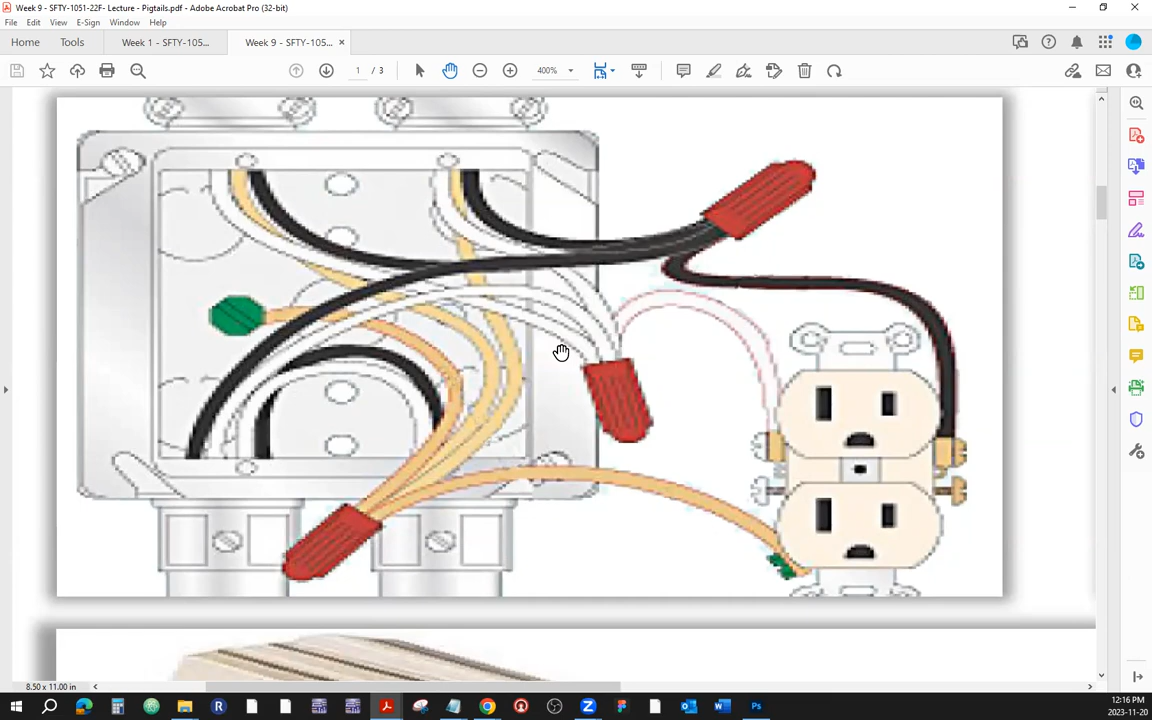 Week 9 - SFTY-1051-22F- Lecture - Pigtails.pdf - Adobe Acrobat Pro (32-bit)
File Edit View E-Sign Window Help
Home Tools Week 1 - SFTY-105... Week 9 - SFTY-105... ×
1 / 3 400%
8.50 x 11.00 in
12:16 PM
2023-11-20